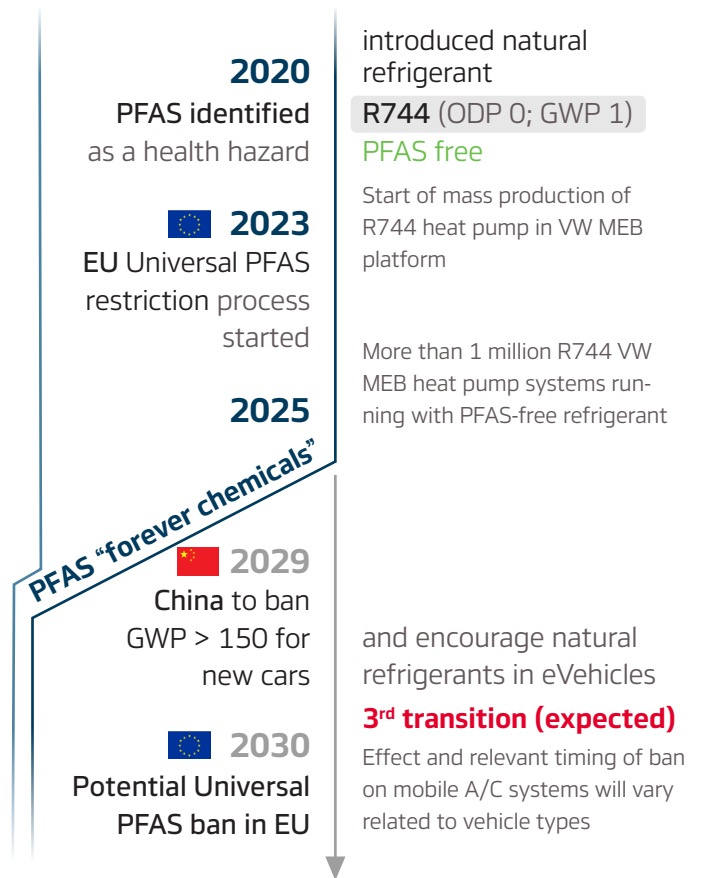 2020
PFAS identified
as a health hazard
introduced natural
refrigerant
R744 (ODP 0; GWP 1)
PFAS free
Start of mass production of
R744 heat pump in VW MEB
platform
2023
EU Universal PFAS
restriction process
started
More than 1 million R744 VW
MEB heat pump systems run-
ning with PFAS-free refrigerant
2025
PFAS “forever chemicals”
2029
China to ban
GWP > 150 for
new cars
and encourage natural
refrigerants in eVehicles
3rd transition (expected)
Effect and relevant timing of ban
on mobile A/C systems will vary
related to vehicle types
2030
Potential Universal
PFAS ban in EU